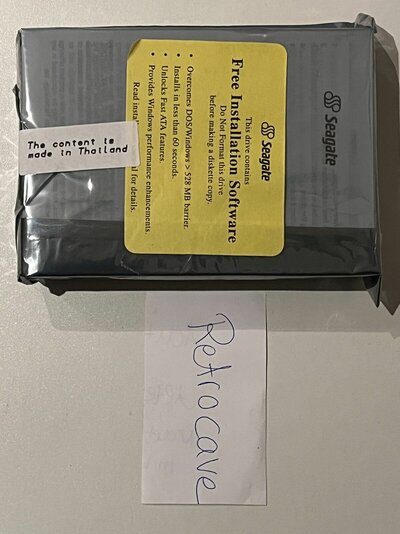 Seagate
Seagate
This drive contains
Free Installation Software
Do Not Format this drive
before making a diskette copy.
• Overcomes DOS/Windows > 528 MB barrier.
• Installs in less than 60 seconds.
• Unlocks Fast ATA features.
• Provides Windows performance enhancements.
Read for details.
The content is
made in Thailand
Retrocave